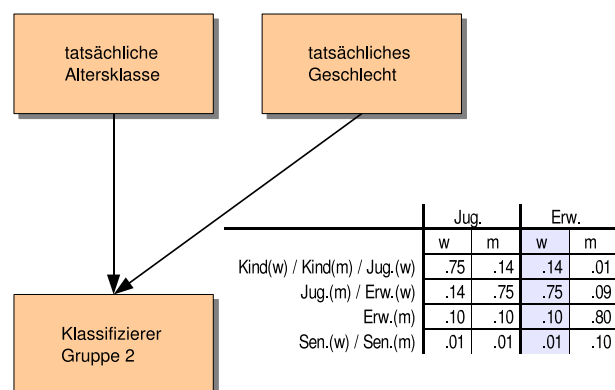 tatsächliche
Altersklasse
tatsächliches
Geschlecht
Jug. Erw.
w m w m
Kind(w) / Kind(m) / Jug.(w) .75 .14 .14 .01
Jug.(m) / Erw.(w) .14 .75 .75 .09
Erw.(m) .10 .10 .10 .80
Sen.(w) / Sen.(m) .01 .01 .01 .10
Klassifizierer
Gruppe 2